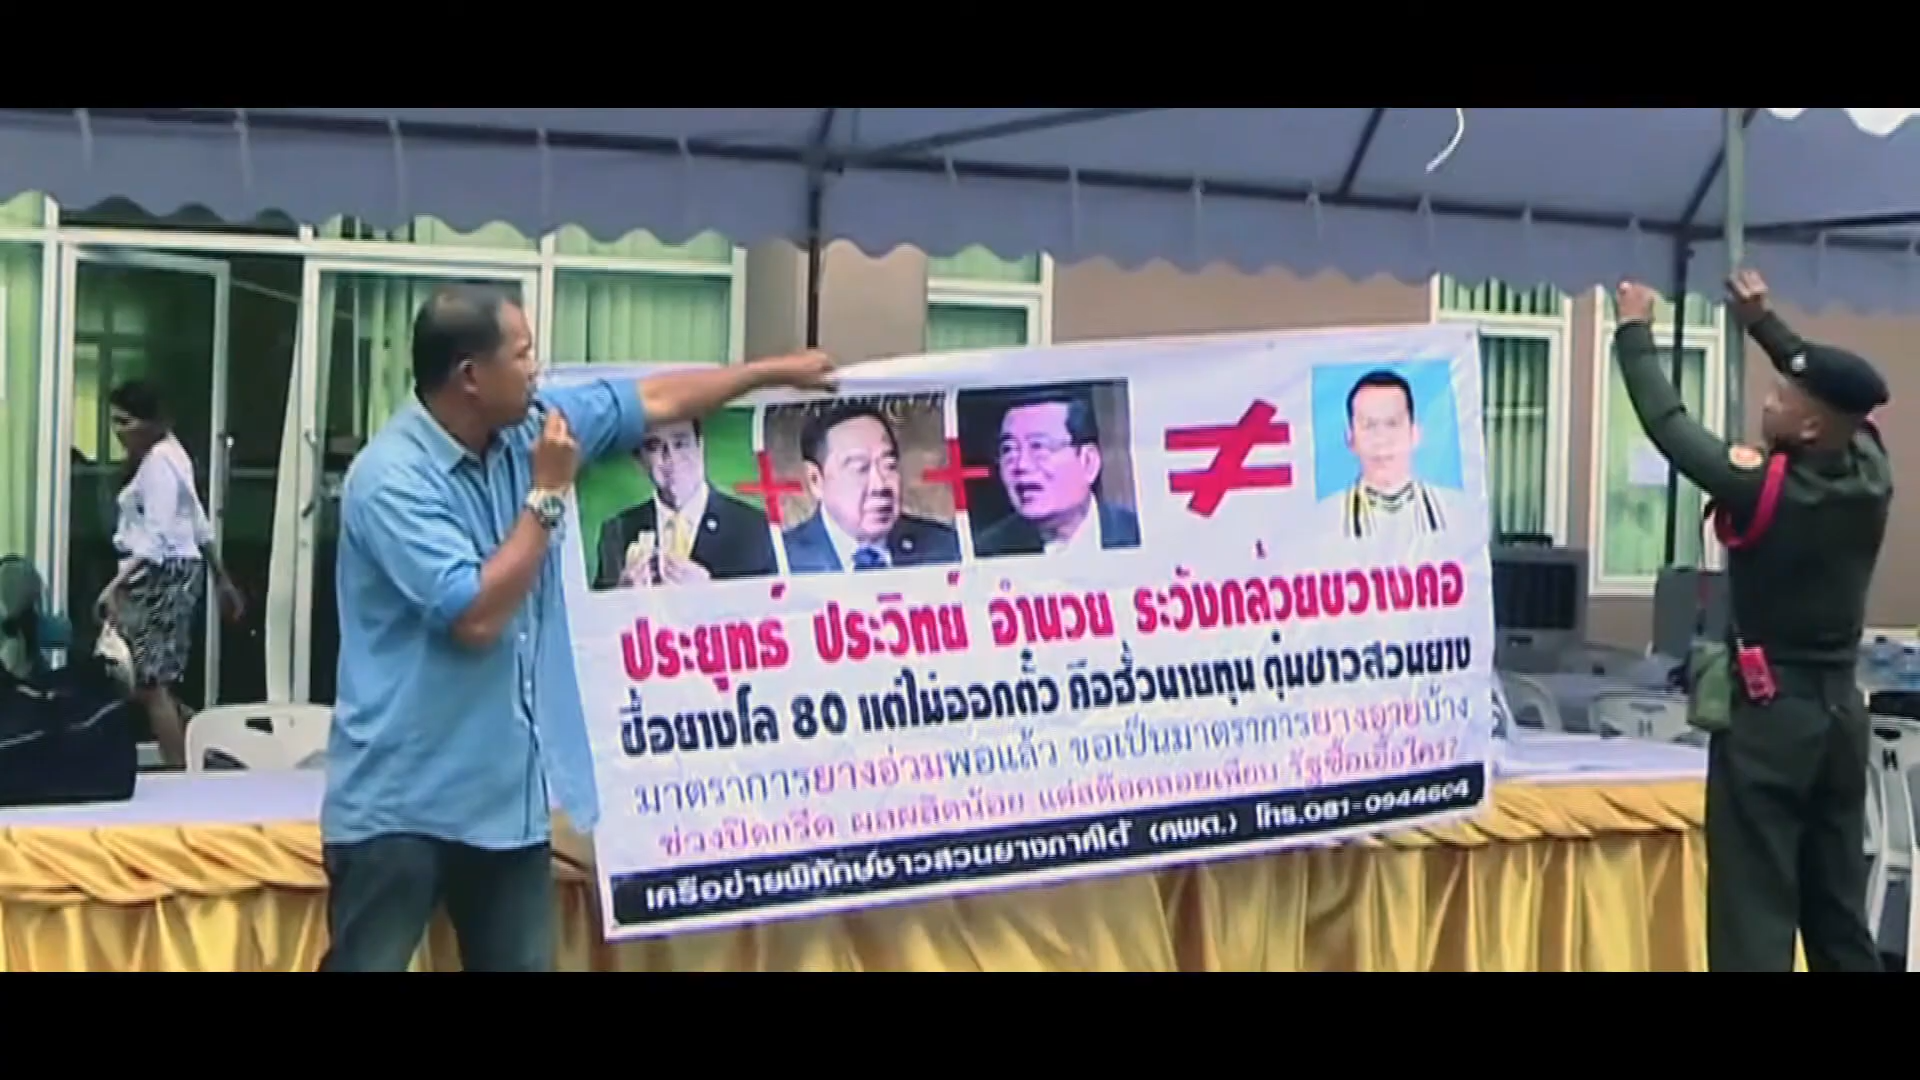 ประยุทธ์ ประวิทย์ อำนวย ระวังกล้วยขวางคอ
ซื้อยางโล 80 แต่ไม่ออกตั๋ว คือฮั้วนายทุน ตุ๋นชาวสวนยาง
มาตราการยางอ่วมพอแล้ว ขอเป็นมาตราการยางอายบ้าง
ช่วงปิดกรีด ผลผลิตน้อย แต่สต๊อคลอยเพียบ รัฐซื้อเอื้อใคร?
เครือข่ายพิทักษ์ชาวสวนยางภาคใต้ (คพต.) โทร.081-0944604